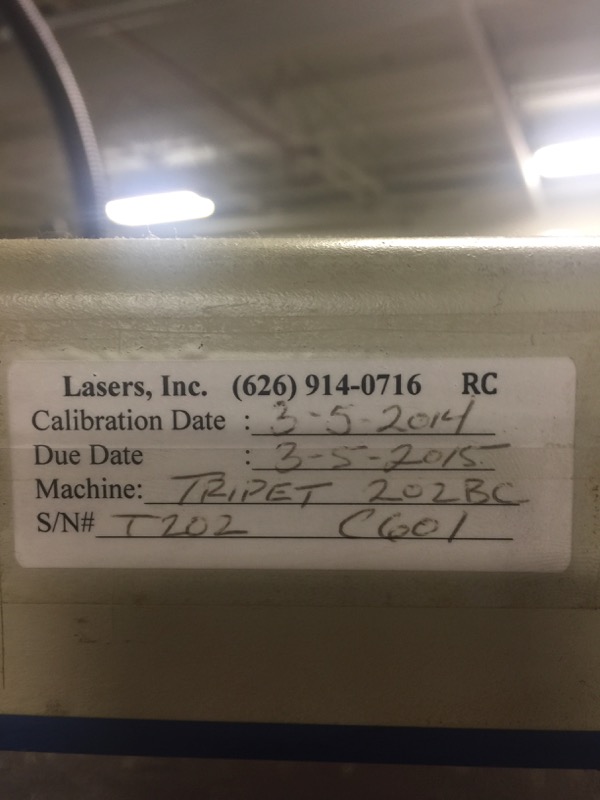 Lasers, Inc. (626) 914-0716 RC
Calibration Date : 3-5-2014
Due Date : 3-5-2015
Machine: TRIPET 202BC
S/N# T202 C601